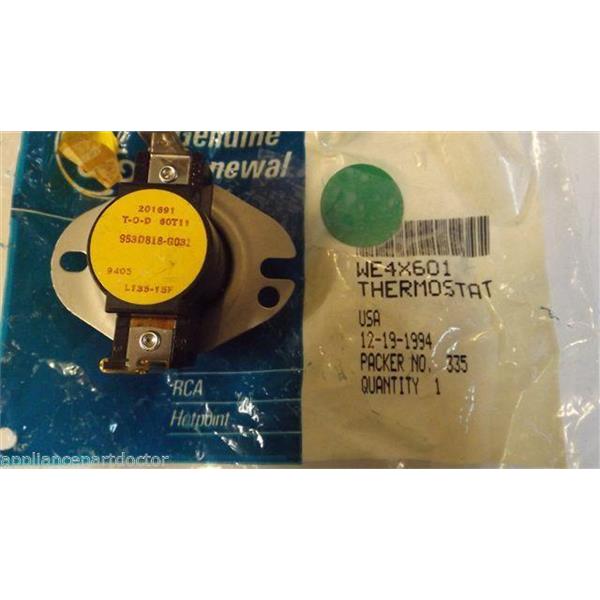 Genuine
Renewal
201691
T-O-D 60T11
953D818-G031
9405
L135-15F
WE4X601
THERMOSTAT
USA
12-19-1994
PACKER NO. 335
QUANTITY 1
RCA
Hotpoint
appliancepartdoctor